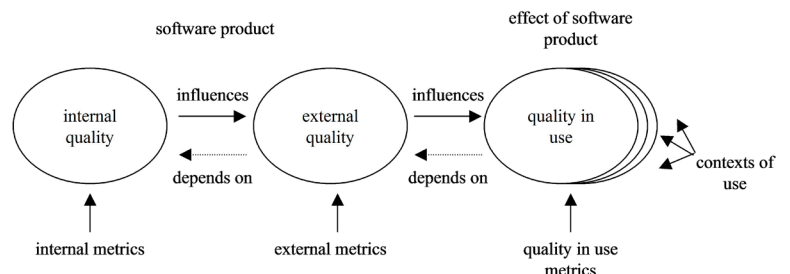 software product
effect of software
product
internal
quality
influences
depends on
external
quality
influences
depends on
quality in
use
contexts of
use
internal metrics
external metrics
quality in use
metrics